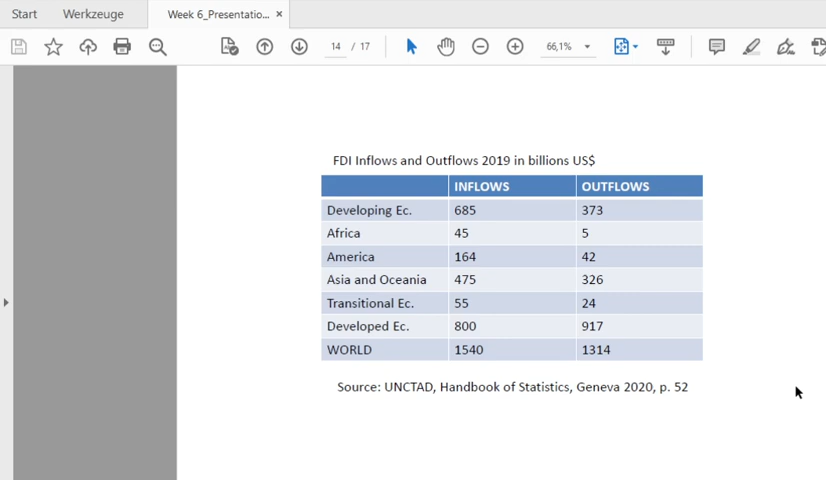 Start Werkzeuge Week 6_Presentatio... ×
14 / 17 66,1%
FDI Inflows and Outflows 2019 in billions US$
INFLOWS OUTFLOWS
Developing Ec. 685 373
Africa 45 5
America 164 42
Asia and Oceania 475 326
Transitional Ec. 55 24
Developed Ec. 800 917
WORLD 1540 1314
Source: UNCTAD, Handbook of Statistics, Geneva 2020, p. 52